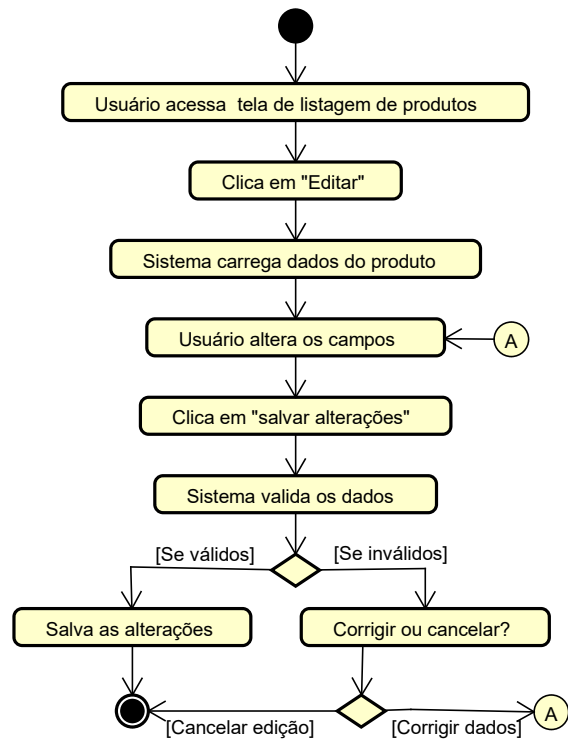 Usuário acessa  tela de listagem de produtos
Clica em "Editar"
Sistema carrega dados do produto
Usuário altera os campos
A
Clica em "salvar alterações"
Sistema valida os dados
[Se válidos]
[Se inválidos]
Salva as alterações
Corrigir ou cancelar?
A
[Cancelar edição]
[Corrigir dados]